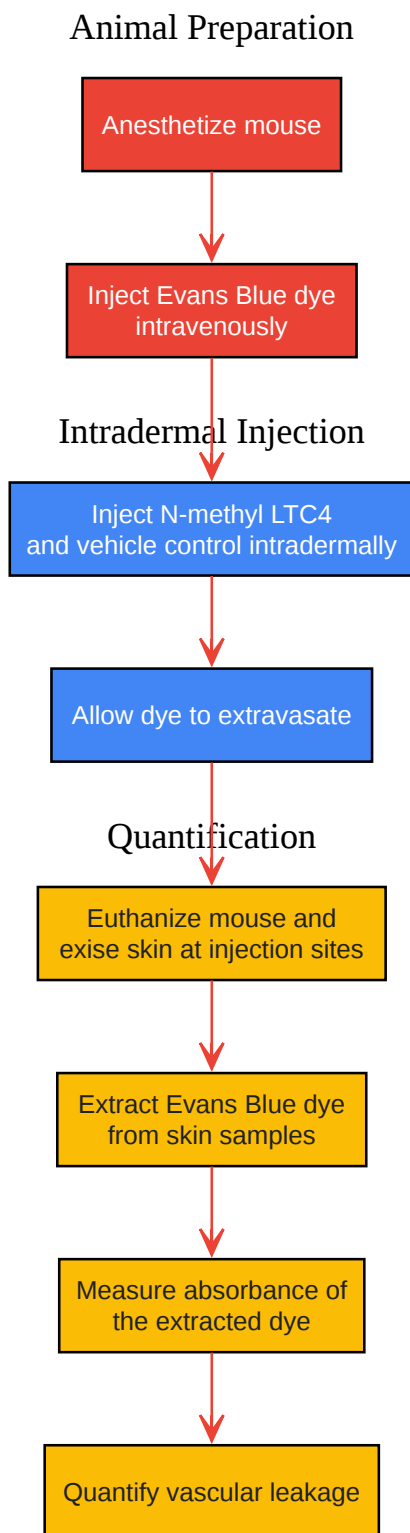 Animal Preparation
Anesthetize mouse
Inject Evans Blue dye
intravenously
Intradermal Injection
Inject N-methyl LTC4
and vehicle control intradermally
Allow dye to extravasate
Quantification
Euthanize mouse and
exise skin at injection sites
Extract Evans Blue dye
from skin samples
Measure absorbance of
the extracted dye
Quantify vascular leakage